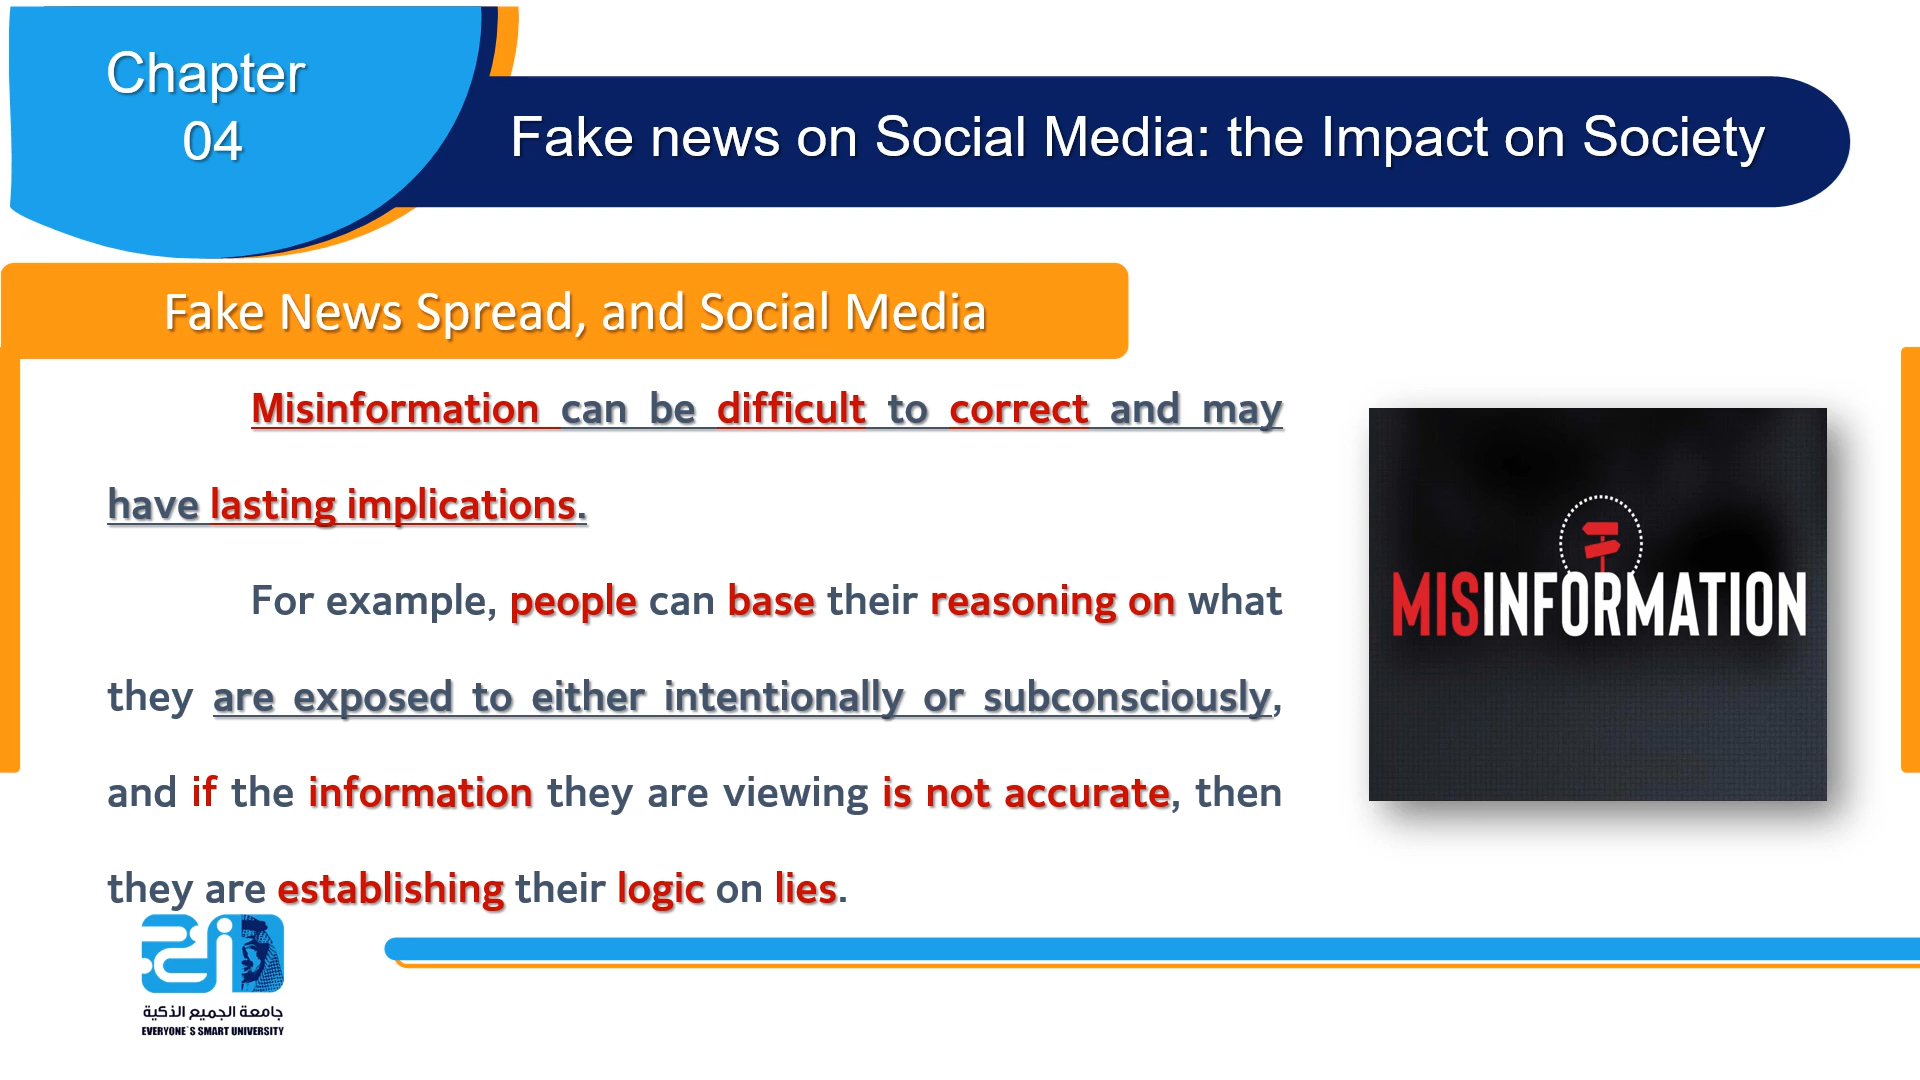 Chapter
04
Fake news on Social Media: the Impact on Society
Fake News Spread, and Social Media
Misinformation can be difficult to correct and may
have lasting implications.
For example, people can base their reasoning on what
they are exposed to either intentionally or subconsciously,
and if the information they are viewing is not accurate, then
they are establishing their logic on lies.
MISINFORMATION
جامعة الجميع الذكية
EVERYONE`S SMART UNIVERSITY